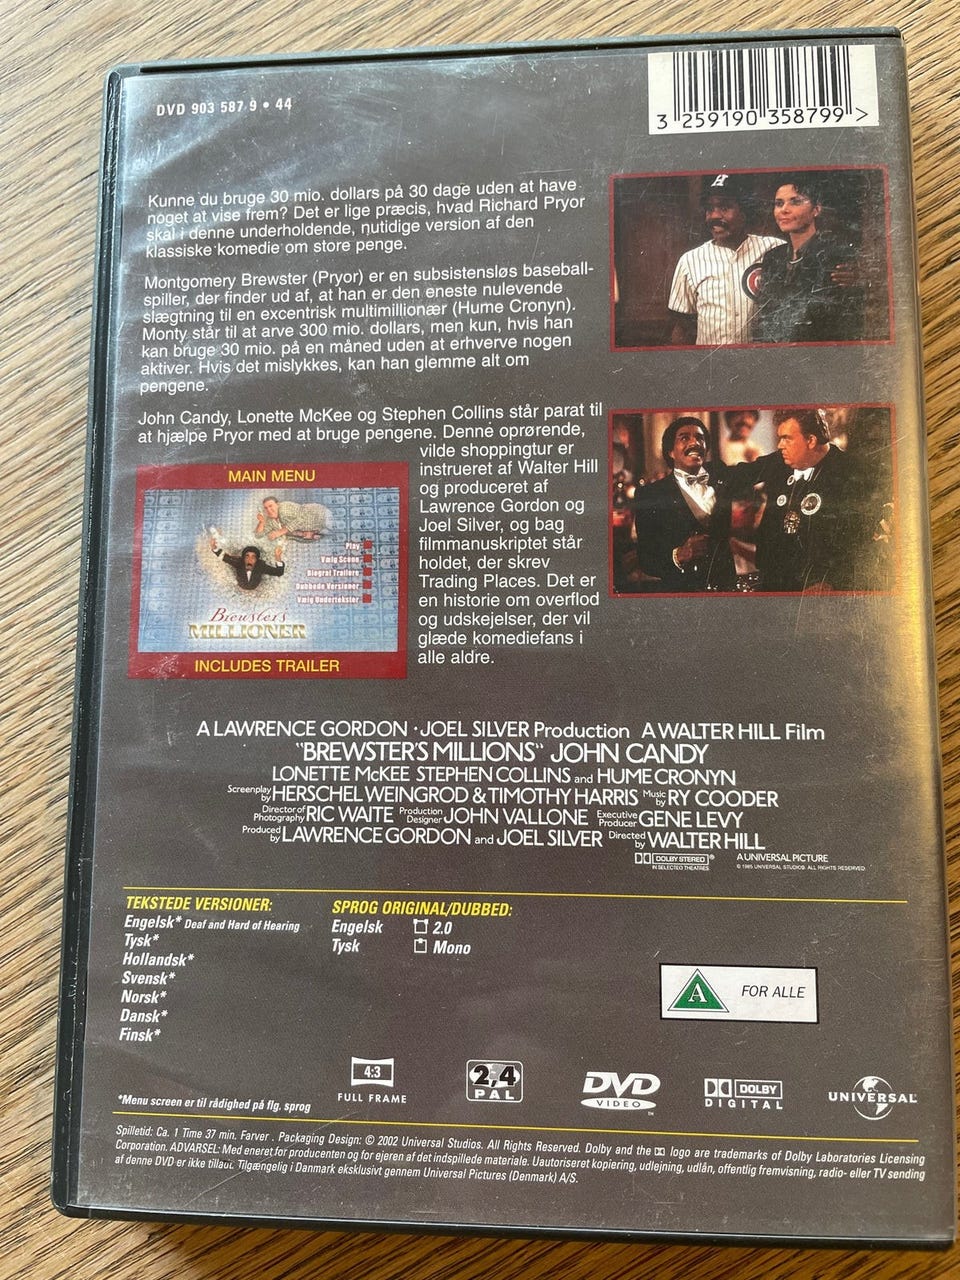 DVD 903 587 9 • 44
3 259190 358799 >
Kunne du bruge 30 mio. dollars på 30 dage uden at have
noget at vise frem? Det er lige præcis, hvad Richard Pryor
skal i denne underholdende, nutidige version af den
klassiske komedie om store penge.
Montgomery Brewster (Pryor) er en subsistensløs baseball-
spiller, der finder ud af, at han er den eneste nulevende
slægtning til en excentrisk multimillionær (Hume Cronyn).
Monty står til at arve 300 mio. dollars, men kun, hvis han
kan bruge 30 mio. på en måned uden at erhverve nogen
aktiver. Hvis det mislykkes, kan han glemme alt om
pengene.
John Candy, Lonette McKee og Stephen Collins står parat til
at hjælpe Pryor med at bruge pengene. Denne oprørende,
vilde shoppingtur er
instrueret af Walter Hill
og produceret af
Lawrence Gordon og
Joel Silver, og bag
filmmanuskriptet står
holdet, der skrev
Trading Places. Det er
en historie om overflod
og udskejelser, der vil
glæde komediefans i
alle aldre.
MAIN MENU
Play
Vælg Scene
Biograf Trailere
Dubbede Versioner
Vælg Undertekster
Brewster's
MILLIONER
INCLUDES TRAILER
A LAWRENCE GORDON · JOEL SILVER Production A WALTER HILL Film
"BREWSTER'S MILLIONS" JOHN CANDY
LONETTE McKEE STEPHEN COLLINS and HUME CRONYN
Screenplay by HERSCHEL WEINGROD & TIMOTHY HARRIS Music by RY COODER
Director of Photography RIC WAITE Production Designer JOHN VALLONE Executive Producer GENE LEVY
Produced by LAWRENCE GORDON and JOEL SILVER Directed by WALTER HILL
DOLBY STEREO ® IN SELECTED THEATRES
A UNIVERSAL PICTURE
© 1985 UNIVERSAL STUDIOS. ALL RIGHTS RESERVED.
TEKSTEDE VERSIONER:
Engelsk* Deaf and Hard of Hearing
Tysk*
Hollandsk*
Svensk*
Norsk*
Dansk*
Finsk*
SPROG ORIGINAL/DUBBED:
Engelsk 2.0
Tysk Mono
A FOR ALLE
*Menu screen er til rådighed på flg. sprog
4:3
FULL FRAME
2,4
PAL
DVD
VIDEO
TM
DOLBY
DIGITAL
UNIVERSAL
Spilletid: Ca. 1 Time 37 min. Farver . Packaging Design: © 2002 Universal Studios. All Rights Reserved. Dolby and the DD logo are trademarks of Dolby Laboratories Licensing
Corporation. ADVARSEL: Med eneret for producenten og for ejeren af det indspillede materiale. Uautoriseret kopiering, udlejning, udlån, offentlig fremvisning, radio- eller TV sending
af denne DVD er ikke tilladt. Tilgængelig i Danmark eksklusivt gennem Universal Pictures (Denmark) A/S.